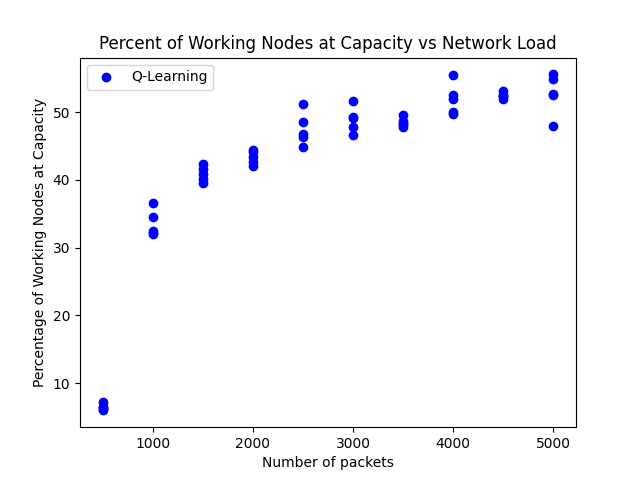 Percent of Working Nodes at Capacity vs Network Load
Q-Learning
Percentage of Working Nodes at Capacity
50
40
30
20
10
1000 2000 3000 4000 5000
Number of packets